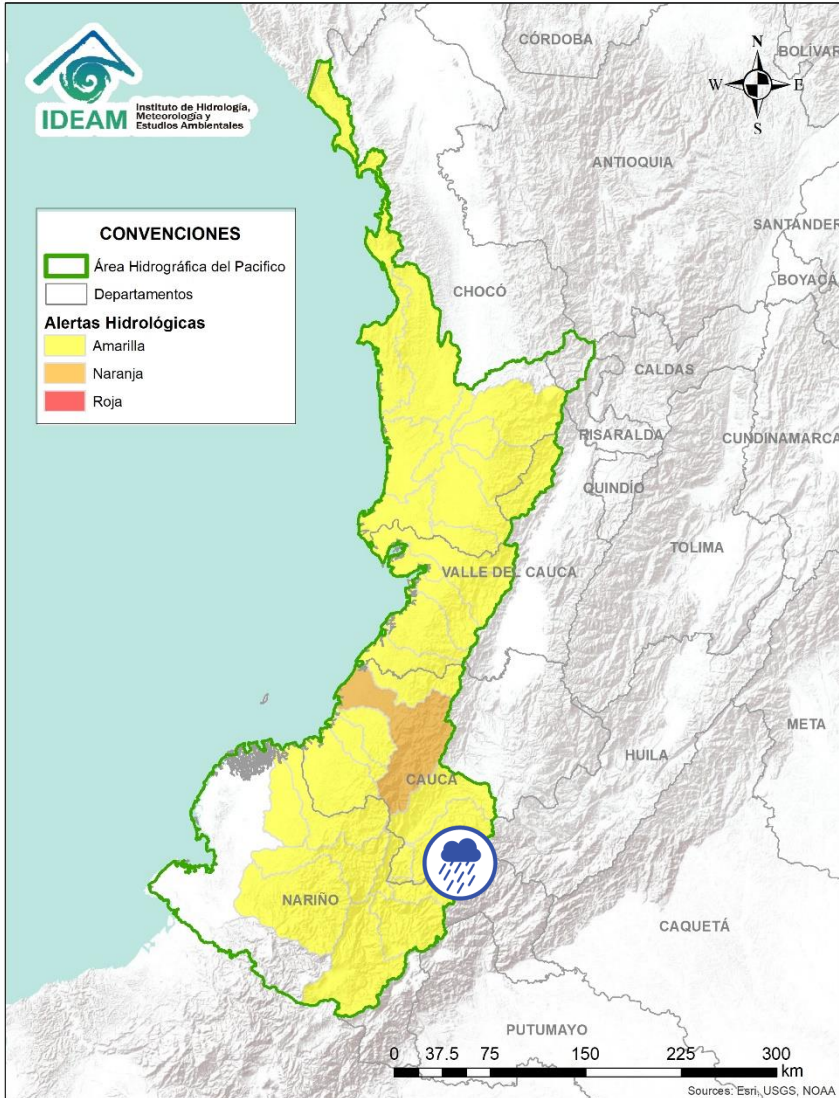 IDEAM
Instituto de Hidrología,
Meteorología y
Estudios Ambientales
CONVENCIONES
Área Hidrográfica del Pacifico
Departamentos
Alertas Hidrológicas
Amarilla
Naranja
Roja
N
W
E
S
CÓRDOBA
BOLÍVAR
ANTIOQUIA
SANTANDER
BOYACÁ
CHOCÓ
CALDAS
RISARALDA
CUNDINAMARCA
QUINDÍO
TOLIMA
VALLE DEL CAUCA
META
HUILA
CAUCA
NARIÑO
CAQUETÁ
PUTUMAYO
0 37.5 75 150 225 300
km
Sources: Esri, USGS, NOAA